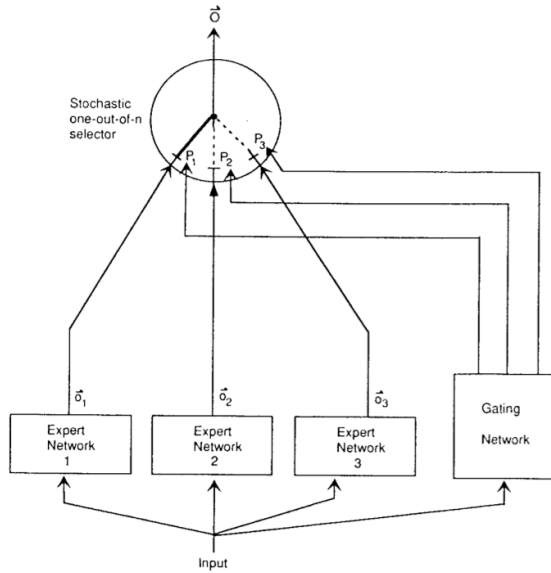 O
Stochastic
one-out-of-n
selector
P1
P2
P3
o1
o2
o3
Expert
Network
1
Expert
Network
2
Expert
Network
3
Gating
Network
Input